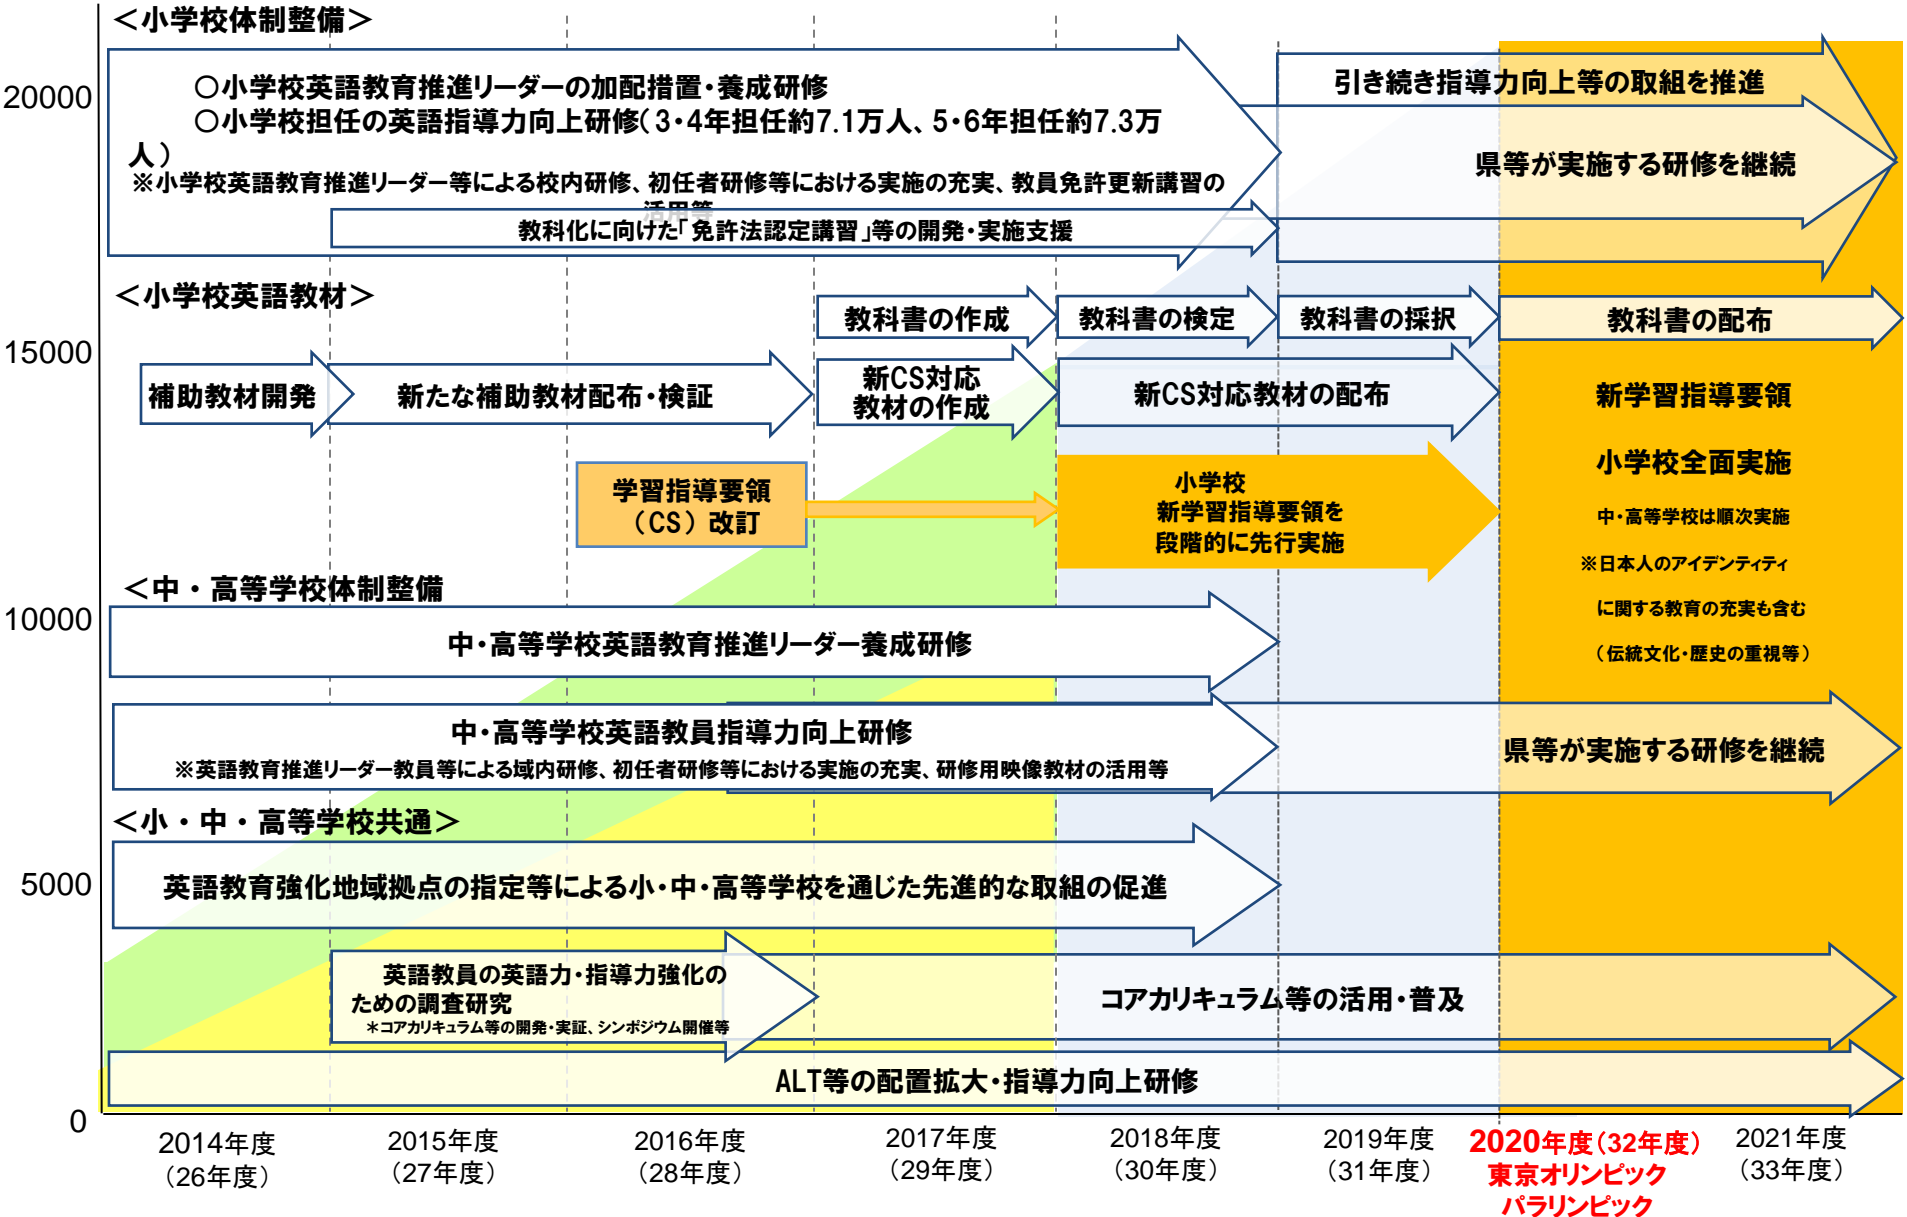 ＜小学校体制整備＞
○小学校英語教育推進リーダーの加配措置・養成研修
○小学校担任の英語指導力向上研修（3・4年担任約7.1万人、5・6年担任約7.3万
人）
※小学校英語教育推進リーダー等による校内研修、初任者研修等における実施の充実、教員免許更新講習の
活用等
教科化に向けた「免許法認定講習」等の開発・実施支援
引き続き指導力向上等の取組を推進
県等が実施する研修を継続
＜小学校英語教材＞
教科書の作成
教科書の検定
教科書の採択
教科書の配布
補助教材開発
新たな補助教材配布・検証
新CS対応
教材の作成
新CS対応教材の配布
学習指導要領
（CS）改訂
小学校
新学習指導要領を
段階的に先行実施
新学習指導要領
小学校全面実施
中・高等学校は順次実施
※日本人のアイデンティティ
に関する教育の充実も含む
（伝統文化・歴史の重視等）
＜中・高等学校体制整備
中・高等学校英語教育推進リーダー養成研修
中・高等学校英語教員指導力向上研修
※英語教育推進リーダー教員等による域内研修、初任者研修等における実施の充実、研修用映像教材の活用等
県等が実施する研修を継続
＜小・中・高等学校共通＞
英語教育強化地域拠点の指定等による小・中・高等学校を通じた先進的な取組の促進
英語教員の英語力・指導力強化の
ための調査研究
＊コアカリキュラム等の開発・実証、シンポジウム開催等
コアカリキュラム等の活用・普及
ALT等の配置拡大・指導力向上研修
20000
15000
10000
5000
0
2014年度
（26年度）
2015年度
（27年度）
2016年度
（28年度）
2017年度
（29年度）
2018年度
（30年度）
2019年度
（31年度）
2020年度（32年度）
東京オリンピック
パラリンピック
2021年度
（33年度）